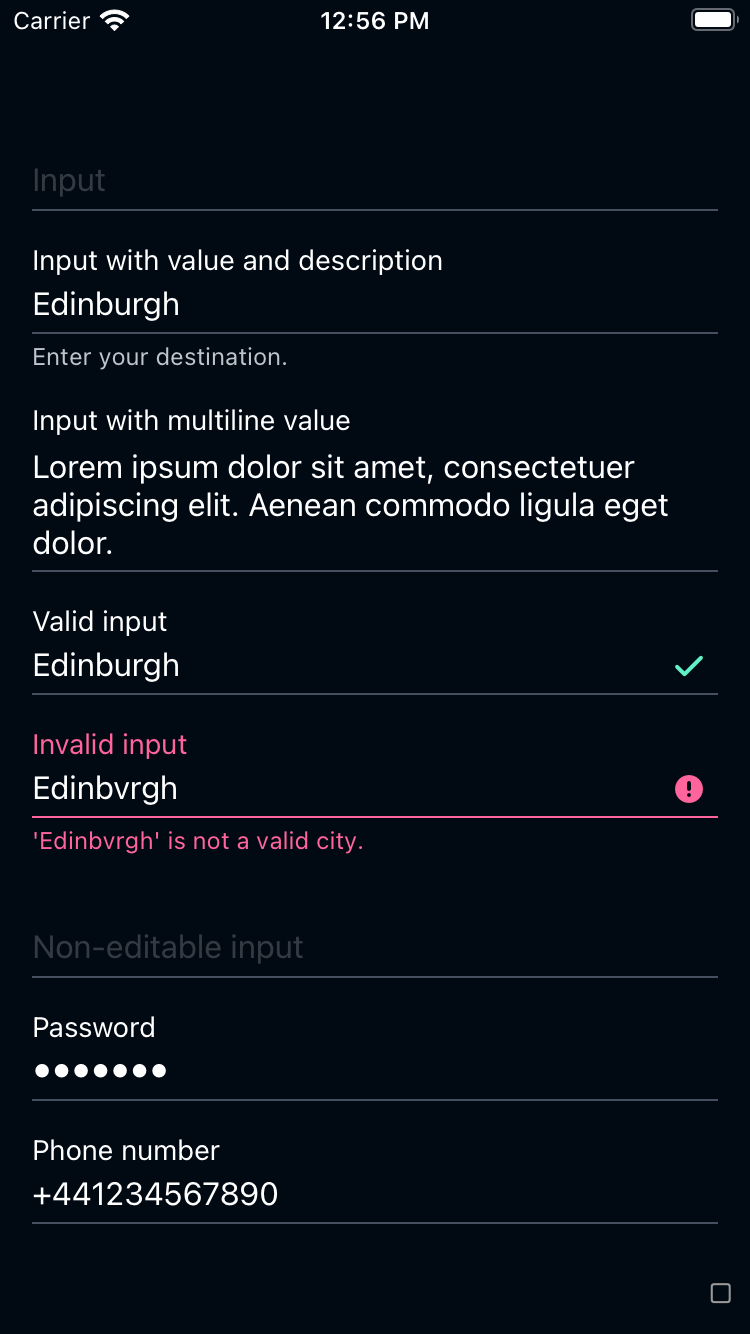 Carrier 12:56 PM
Input
Input with value and description
Edinburgh
Enter your destination.
Input with multiline value
Lorem ipsum dolor sit amet, consectetuer
adipiscing elit. Aenean commodo ligula eget
dolor.
Valid input
Edinburgh
Invalid input
Edinbvrgh
'Edinbvrgh' is not a valid city.
Non-editable input
Password
•••••••
Phone number
+441234567890